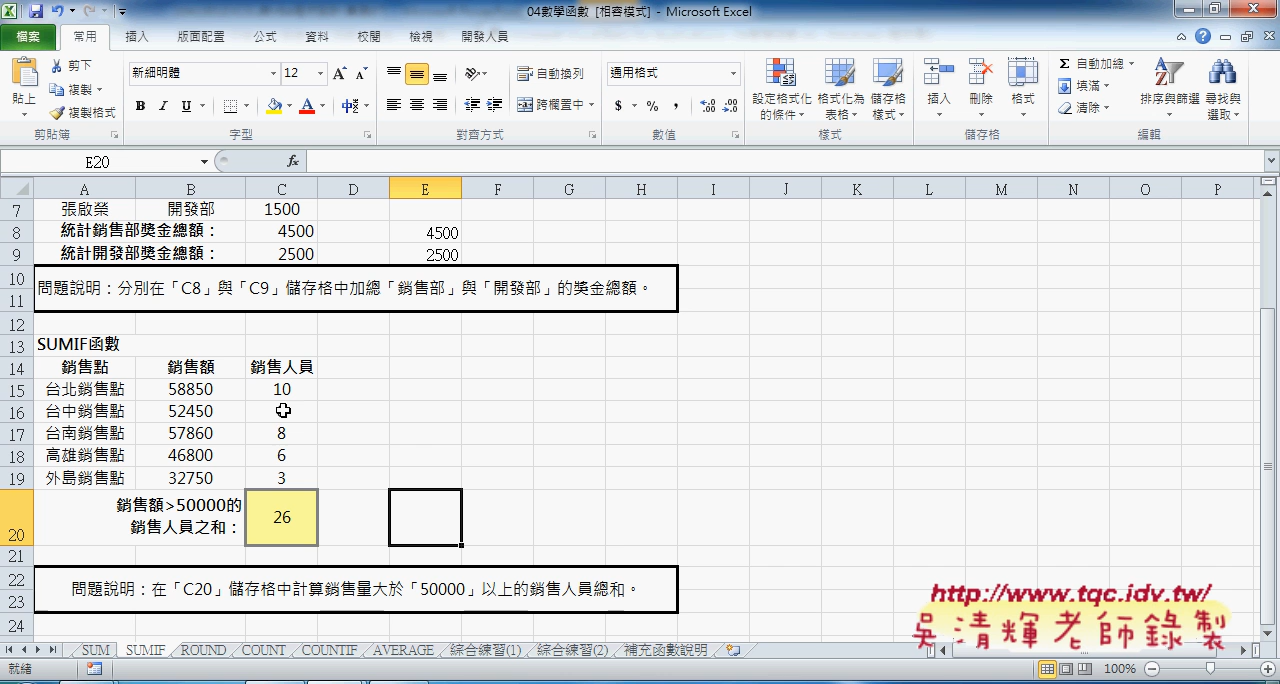 04數學函數 [相容模式] - Microsoft Excel
檔案 常用 插入 版面配置 公式 資料 校閱 檢視 開發人員
貼上 剪下 複製 複製格式 剪貼簿
新細明體 12 字型
自動換列 跨欄置中 對齊方式
通用格式 $ % , 數值
設定格式化的條件 格式化為表格 儲存格樣式 樣式
插入 刪除 格式 儲存格
Σ 自動加總 填滿 清除 排序與篩選 尋找與選取 編輯
E20 fx
A B C D E F G H I J K L M N O P
7 張啟榮 開發部 1500
8 統計銷售部獎金總額： 4500 4500
9 統計開發部獎金總額： 2500 2500
10
問題說明：分別在「C8」與「C9」儲存格中加總「銷售部」與「開發部」的獎金總額。
11
12
13 SUMIF函數
14 銷售點 銷售額 銷售人員
15 台北銷售點 58850 10
16 台中銷售點 52450
17 台南銷售點 57860 8
18 高雄銷售點 46800 6
19 外島銷售點 32750 3
銷售額>50000的
20 銷售人員之和： 26
21
22
問題說明：在「C20」儲存格中計算銷售量大於「50000」以上的銷售人員總和。
23
24
http://www.tqc.idv.tw/
吳清輝老師錄製
SUM SUMIF ROUND COUNT COUNTIF AVERAGE 綜合練習(1) 綜合練習(2) 補充函數說明
就緒 100%